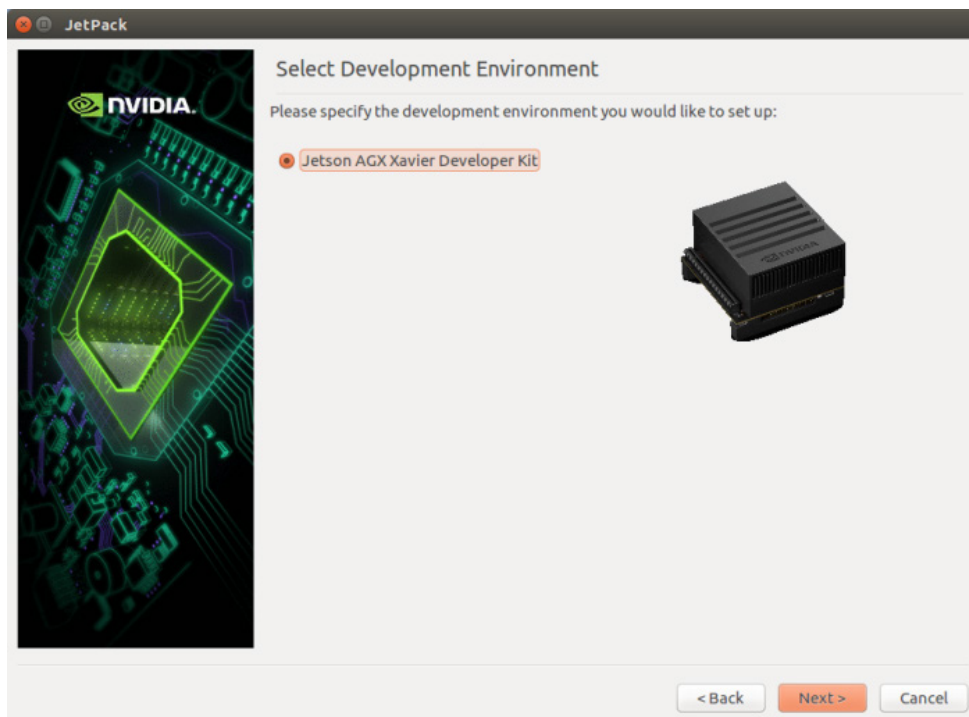 JetPack
NVIDIA.
Select Development Environment
Please specify the development environment you would like to set up:
Jetson AGX Xavier Developer Kit
NVIDIA
< Back
Next >
Cancel